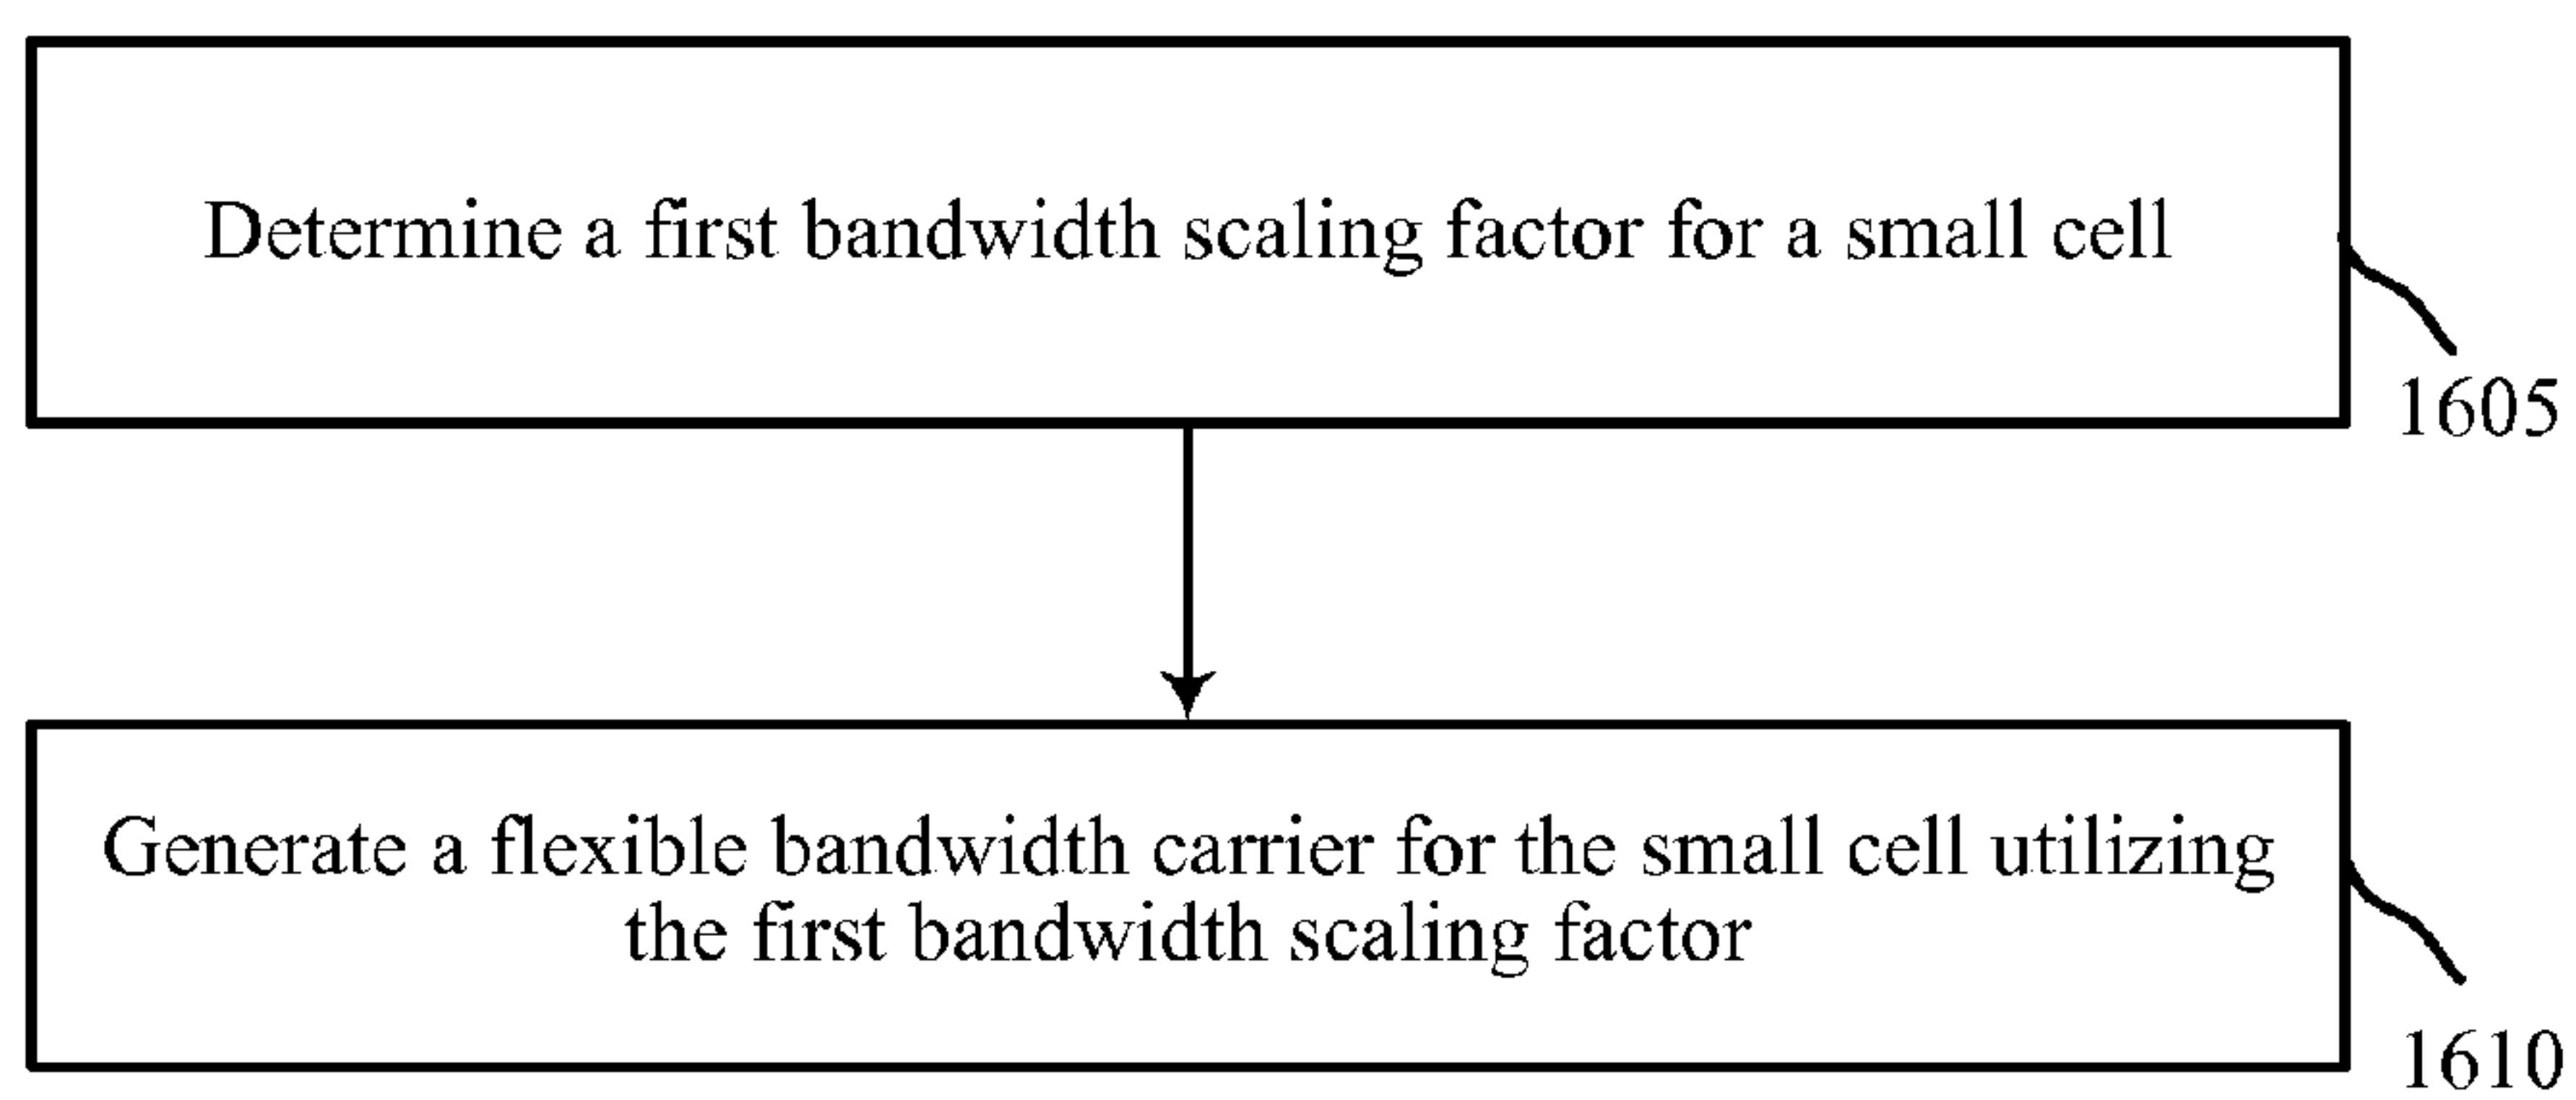 Determine a first bandwidth scaling factor for a small cell
1605
Generate a flexible bandwidth carrier for the small cell utilizing
the first bandwidth scaling factor
1610